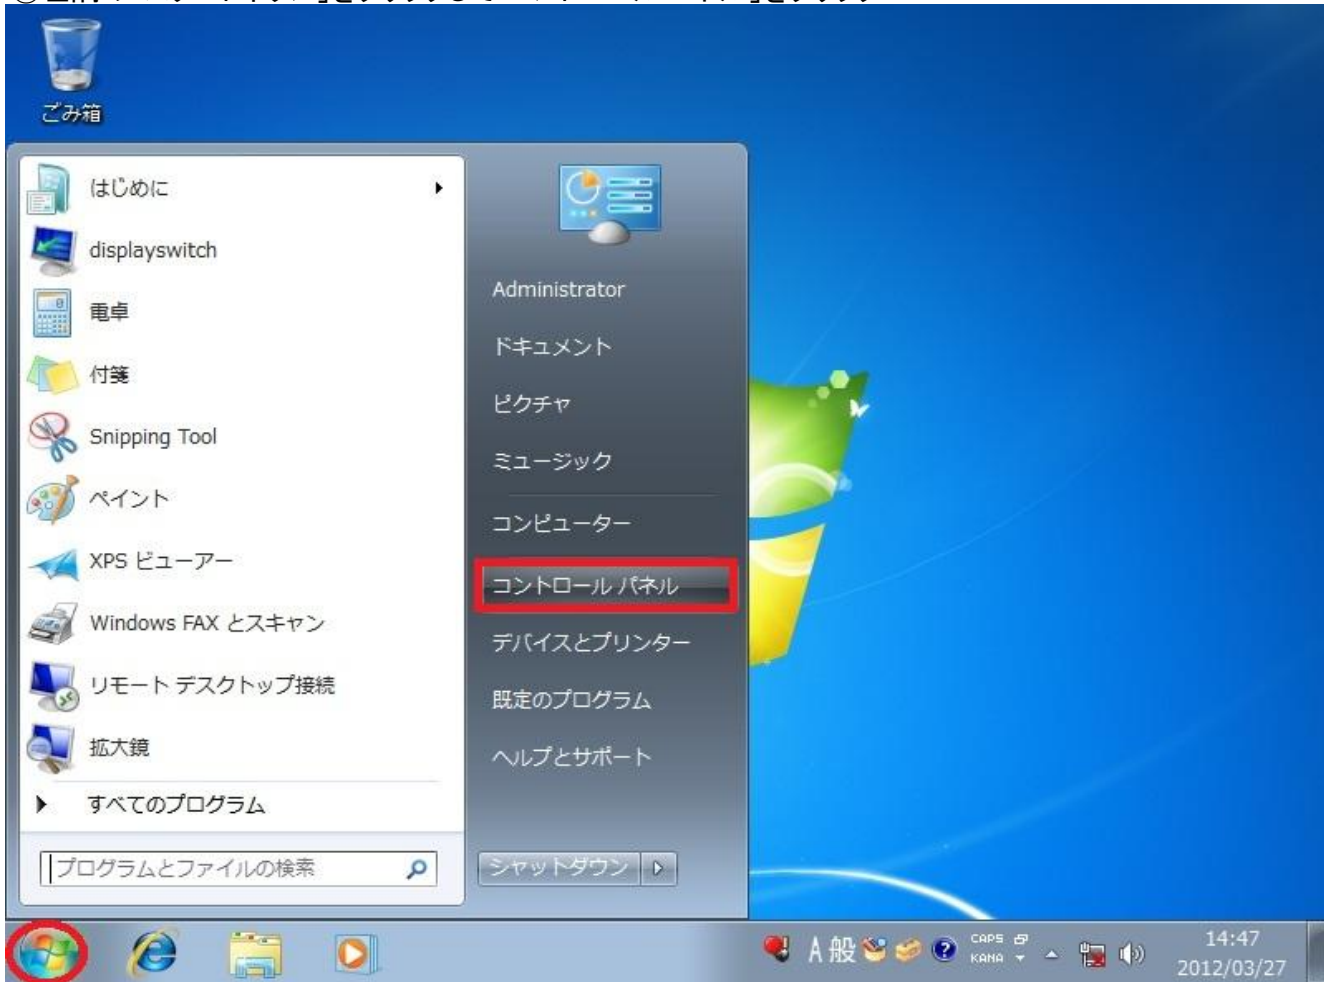 ごみ箱
はじめに
displayswitch
電卓
付箋
Snipping Tool
ペイント
XPS ビューアー
Windows FAX とスキャン
リモート デスクトップ接続
拡大鏡
すべてのプログラム
プログラムとファイルの検索
Administrator
ドキュメント
ピクチャ
ミュージック
コンピューター
コントロール パネル
デバイスとプリンター
既定のプログラム
ヘルプとサポート
シャットダウン
A 般
CAPS
KANA
14:47
2012/03/27